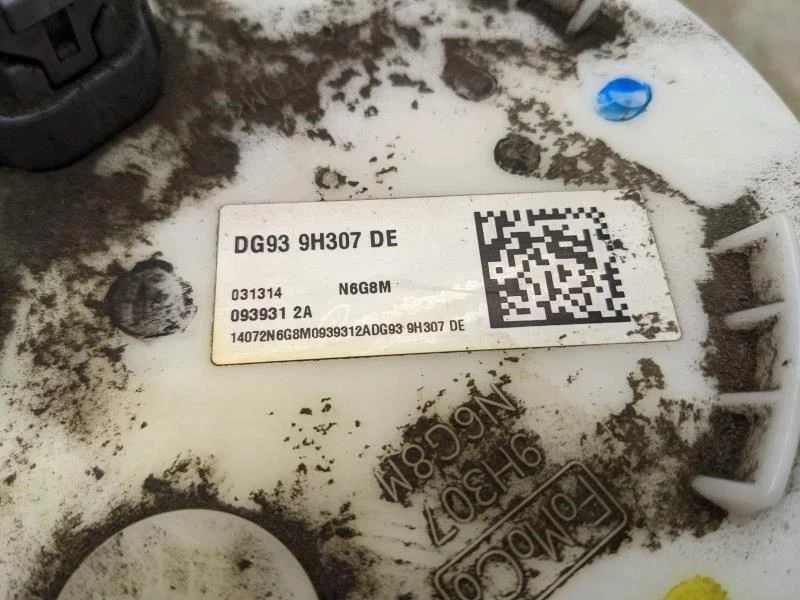 DG93 9H307 DE
031314 N6G8M
093931 2A
14072N6G8M0939312ADG93 9H307 DE
N6G8M
9H307
FoMoCo